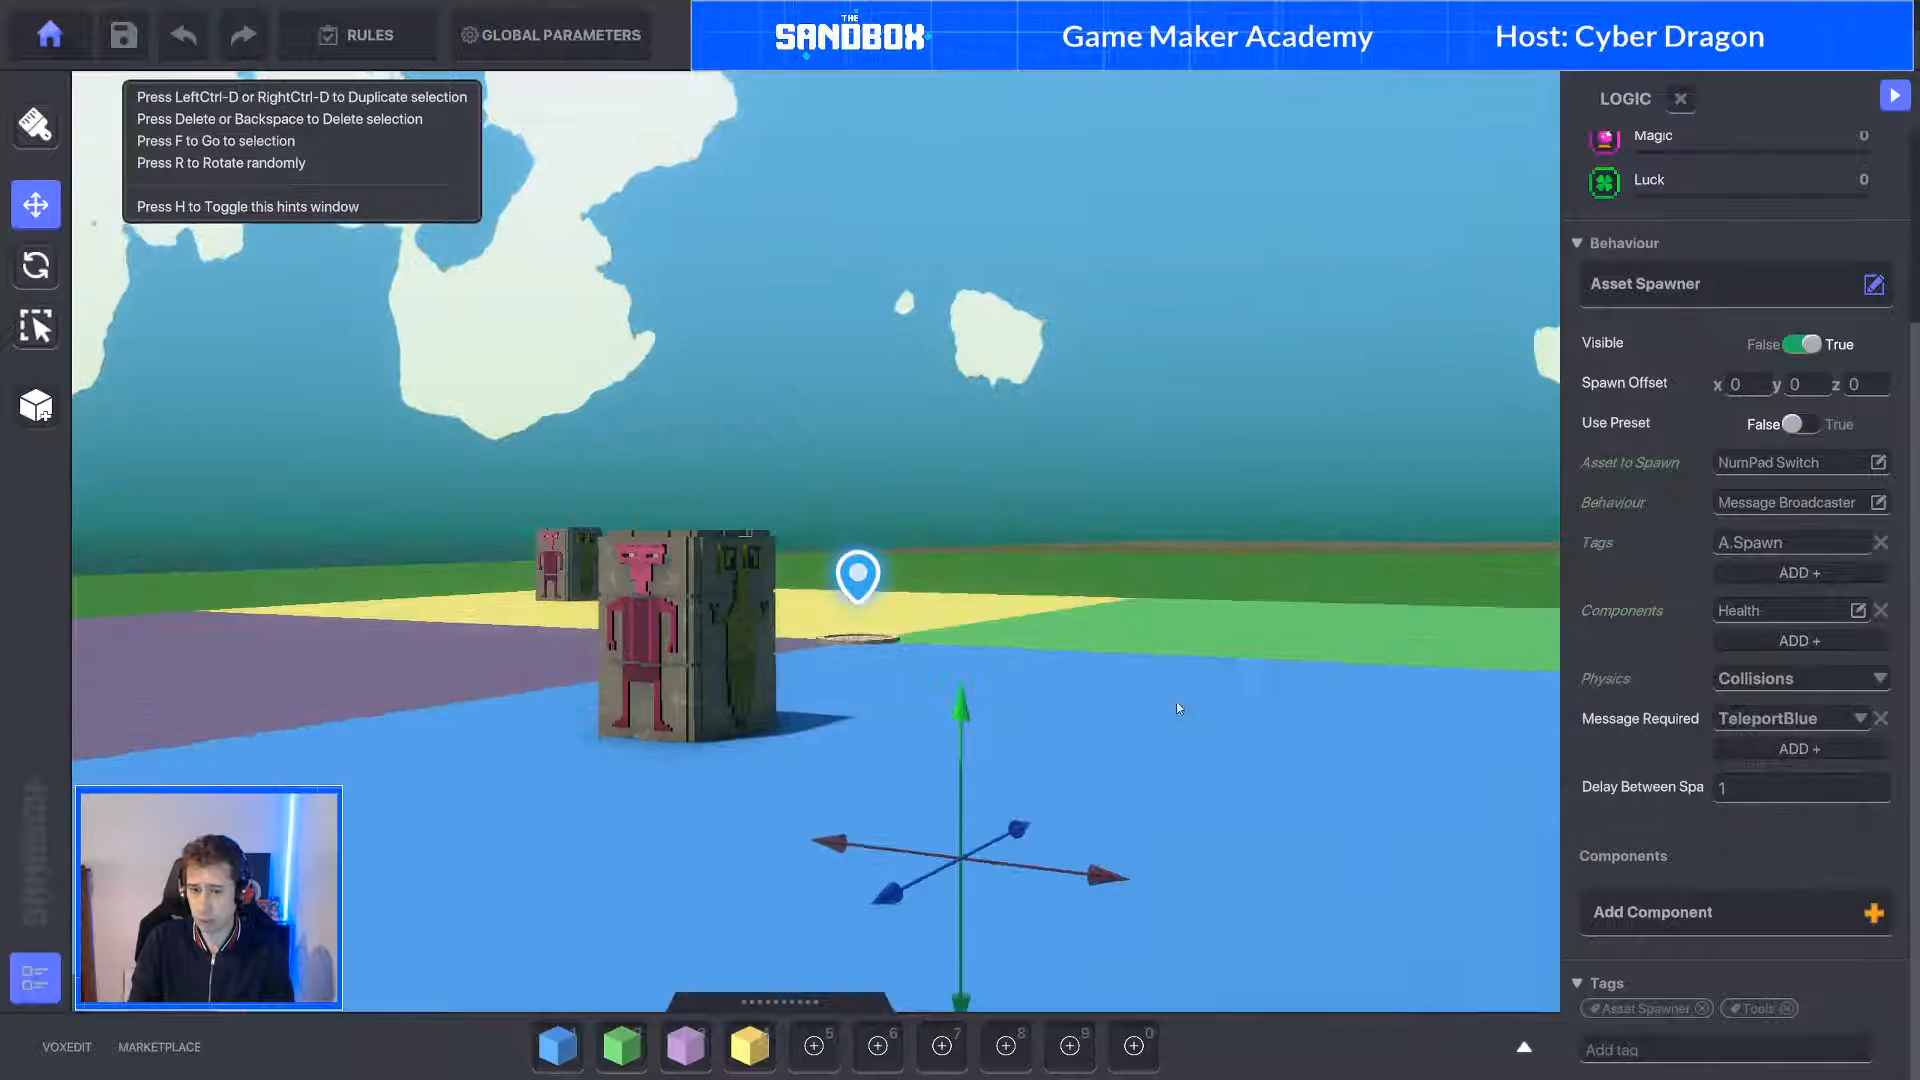 RULES
GLOBAL PARAMETERS
THE
SANDBOX
Game Maker Academy
Host: Cyber Dragon
Press LeftCtrl-D or RightCtrl-D to Duplicate selection
Press Delete or Backspace to Delete selection
Press F to Go to selection
Press R to Rotate randomly
Press H to Toggle this hints window
LOGIC
Magic 0
Luck 0
Behaviour
Asset Spawner
Visible False True
Spawn Offset x 0 y 0 z 0
Use Preset False True
Asset to Spawn NumPad Switch
Behaviour Message Broadcaster
Tags A.Spawn
ADD +
Components Health
ADD +
Physics Collisions
Message Required TeleportBlue
ADD +
Delay Between Spa 1
Components
Add Component
Tags
Asset Spawner Tools
Add tag
SANDBOX
VOXEDIT MARKETPLACE
1 2 3 4 5 6 7 8 9 0